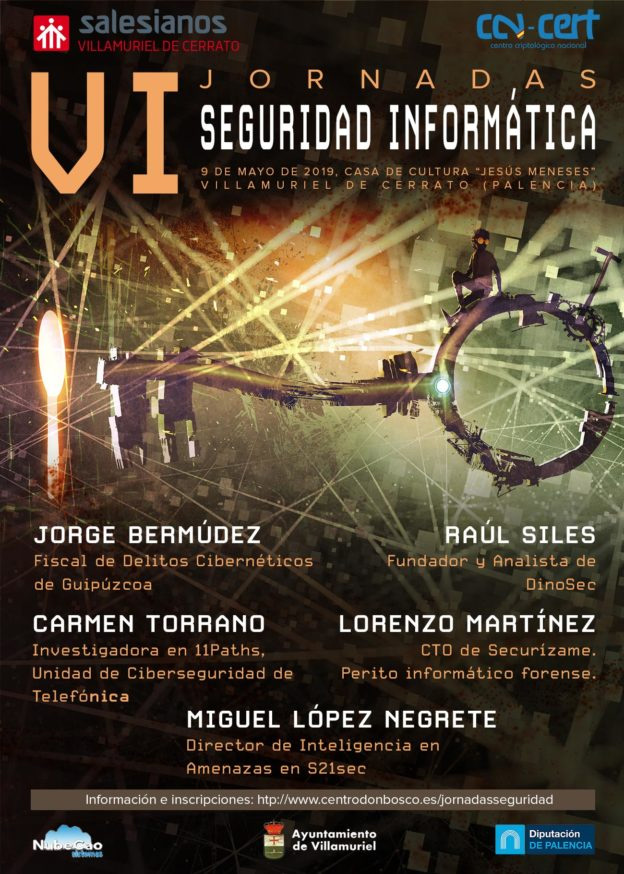 salesianos
VILLAMURIEL DE CERRATO
ccn-cert
centro criptológico nacional
VI
JORNADAS
SEGURIDAD INFORMÁTICA
9 DE MAYO DE 2019, CASA DE CULTURA "JESÚS MENESES"
VILLAMURIEL DE CERRATO (PALENCIA)
JORGE BERMÚDEZ
Fiscal de Delitos Cibernéticos
de Guipúzcoa
RAÚL SILES
Fundador y Analista de
DinoSec
CARMEN TORRANO
Investigadora en 11Paths,
Unidad de Ciberseguridad de
Telefónica
LORENZO MARTÍNEZ
CTO de Securízame.
Perito informático forense.
MIGUEL LÓPEZ NEGRETE
Director de Inteligencia en
Amenazas en S21sec
Información e inscripciones: htp://www.centrodonbosco.es/jornadasseguridad
NubeCao
sistemas
Ayuntamiento
de Villamuriel
Diputación
DE PALENCIA